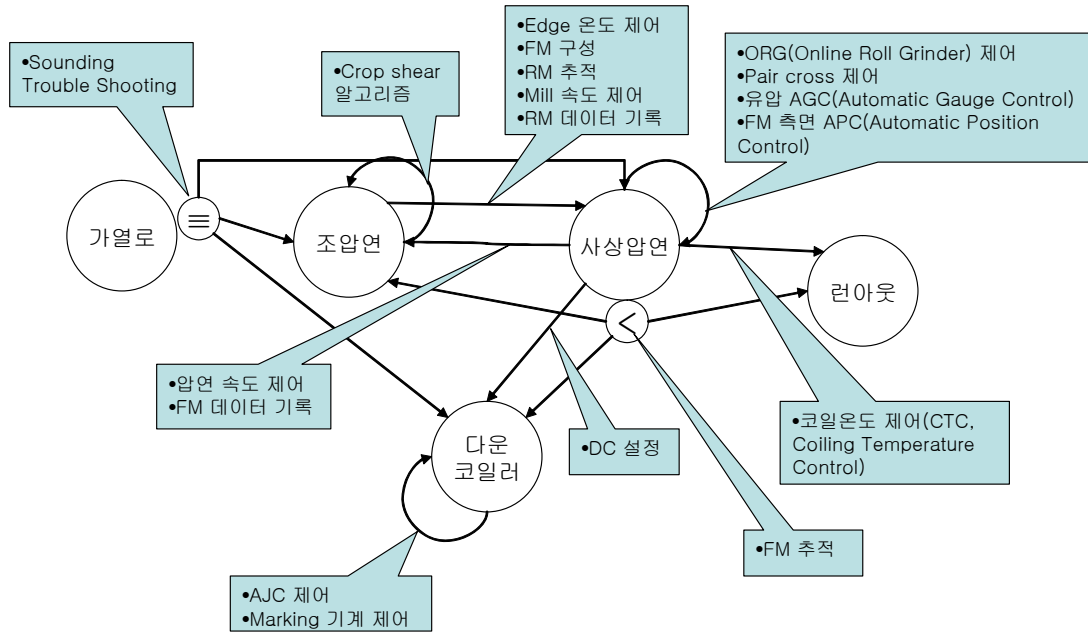 •Sounding
Trouble Shooting
•Crop shear
알고리즘
•Edge 온도 제어
•FM 구성
•RM 추적
•Mill 속도 제어
•RM 데이터 기록
•ORG(Online Roll Grinder) 제어
•Pair cross 제어
•유압 AGC(Automatic Gauge Control)
•FM 측면 APC(Automatic Position
Control)
가열로
조압연
사상압연
런아웃
•압연 속도 제어
•FM 데이터 기록
다운
코일러
•DC 설정
•코일온도 제어(CTC,
Coiling Temperature
Control)
•FM 추적
•AJC 제어
•Marking 기계 제어